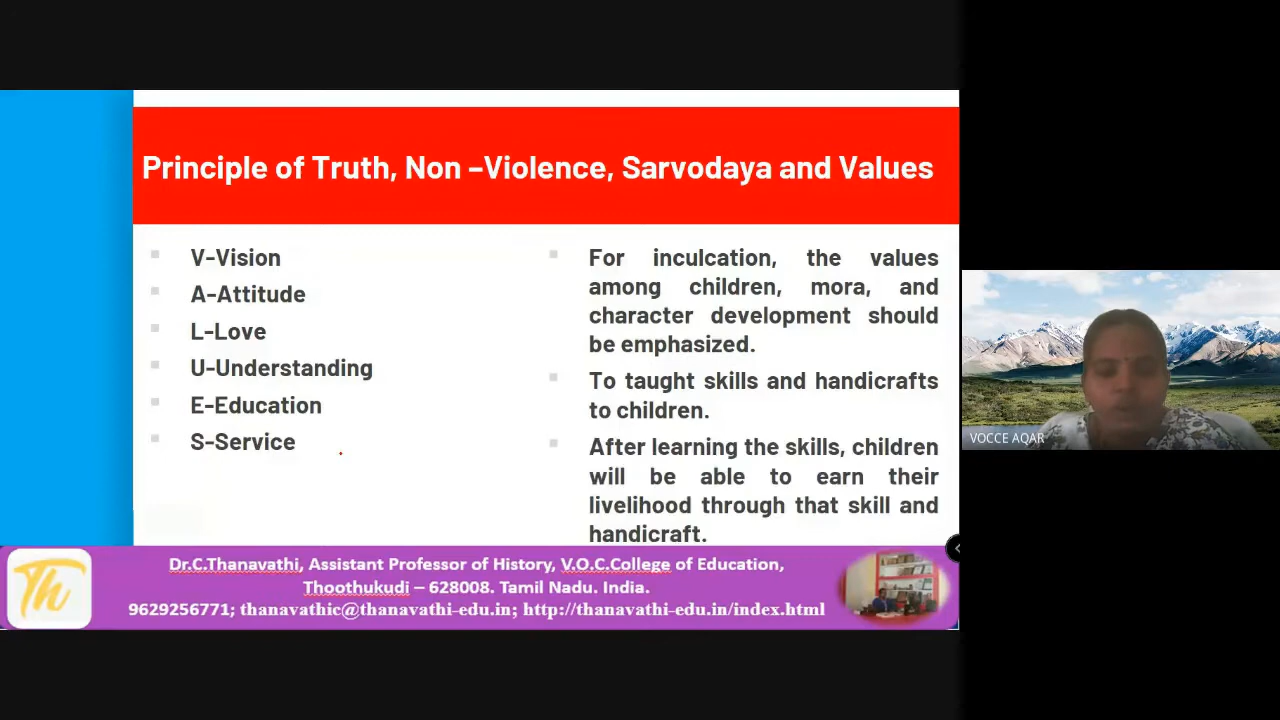 Principle of Truth, Non –Violence, Sarvodaya and Values
V-Vision
A-Attitude
L-Love
U-Understanding
E-Education
S-Service
For inculcation, the values
among children, mora, and
character development should
be emphasized.
To taught skills and handicrafts
to children.
After learning the skills, children
will be able to earn their
livelihood through that skill and
handicraft.
VOCCE AQAR
Th
Dr.C.Thanavathi, Assistant Professor of History, V.O.C.College of Education,
Thoothukudi – 628008. Tamil Nadu. India.
9629256771; thanavathic@thanavathi-edu.in; http://thanavathi-edu.in/index.html